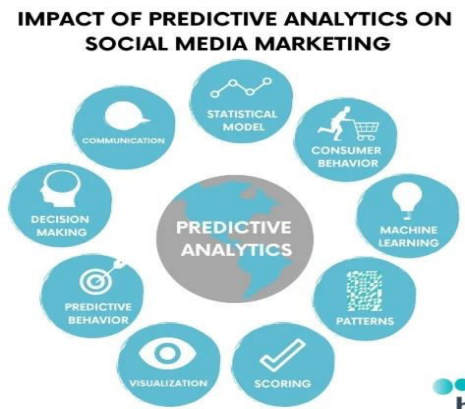 IMPACT OF PREDICTIVE ANALYTICS ON
SOCIAL MEDIA MARKETING
STATISTICAL
MODEL
CONSUMER
BEHAVIOR
MACHINE
LEARNING
PATTERNS
SCORING
VISUALIZATION
PREDICTIVE
BEHAVIOR
DECISION
MAKING
COMMUNICATION
PREDICTIVE
ANALYTICS